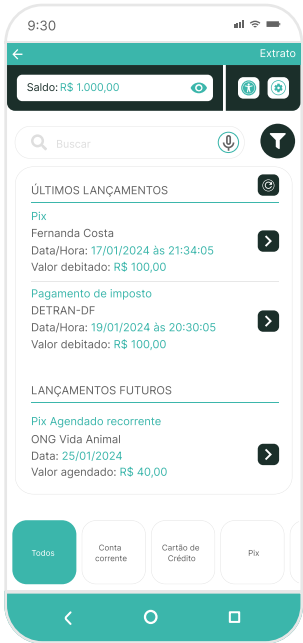 9:30
Extrato
Saldo: R$ 1.000,00
Buscar
ÚLTIMOS LANÇAMENTOS
Pix
Fernanda Costa
Data/Hora: 17/01/2024 às 21:34:05
Valor debitado: R$ 100,00
Pagamento de imposto
DETRAN-DF
Data/Hora: 19/01/2024 às 20:30:05
Valor debitado: R$ 100,00
LANÇAMENTOS FUTUROS
Pix Agendado recorrente
ONG Vida Animal
Data: 25/01/2024
Valor agendado: R$ 40,00
Todos
Conta
corrente
Cartão de
Crédito
Pix